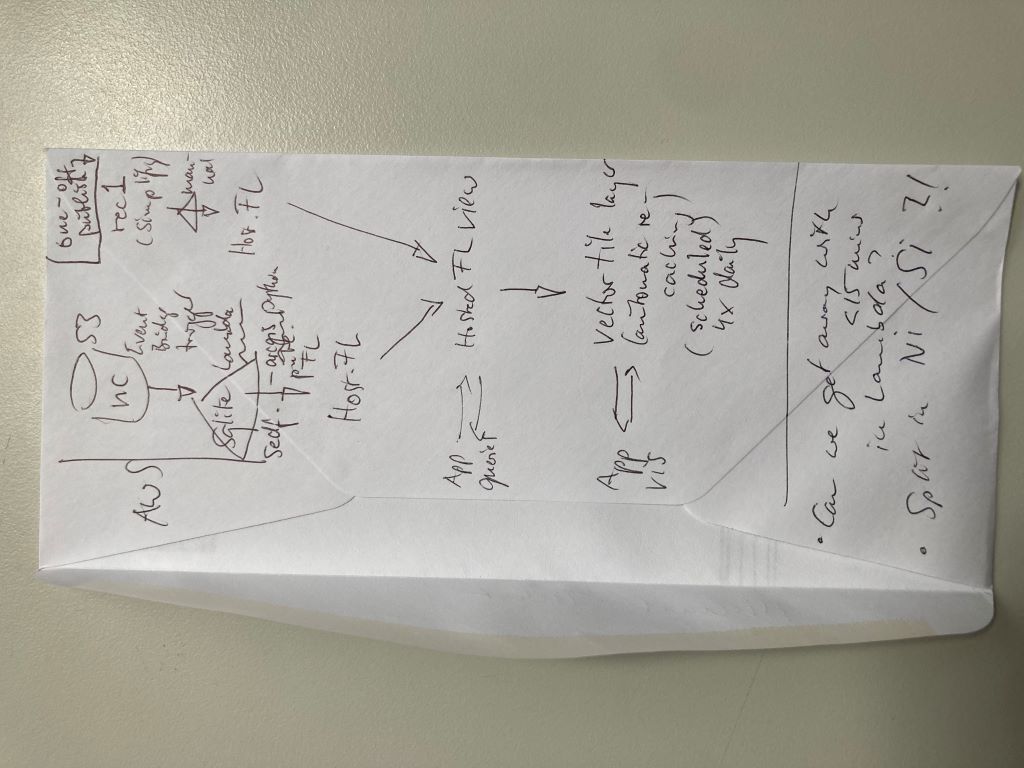 AWS
S3
nc
Event
Bridge
trigger
Sqlite
Lambda
Sedf.
- arcgis python
FL
Host.FL
one-off
publish
rec1
(simplify)
man-
ual
Host.FL
App
queries
Hosted FL view
App
vis
vector tile layer
(automatic re-
caching)
(scheduled)
4x daily
• Can we get away with
<15 mins
in Lambda?
• Split in Ni/Si ?!